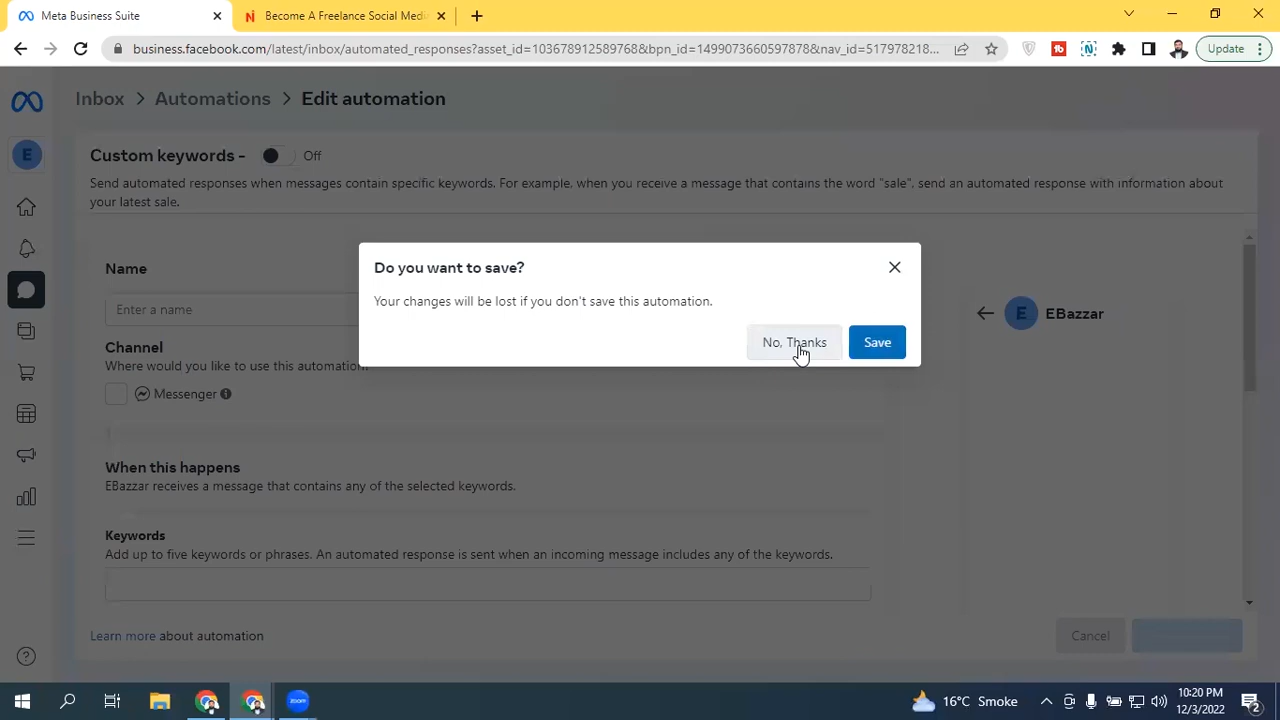 Meta Business Suite
Become A Freelance Social Medi
business.facebook.com/latest/inbox/automated_responses?asset_id=103678912589768&bpn_id=1499073660597878&nav_id=517978218...
Update
Inbox > Automations > Edit automation
E
Custom keywords - Off
Send automated responses when messages contain specific keywords. For example, when you receive a message that contains the word "sale", send an automated response with information about
your latest sale.
Name
Enter a name
Do you want to save?
Your changes will be lost if you don't save this automation.
No, Thanks
Save
E EBazzar
Channel
Where would you like to use this automation?
Messenger
When this happens
EBazzar receives a message that contains any of the selected keywords.
Keywords
Add up to five keywords or phrases. An automated response is sent when an incoming message includes any of the keywords.
Learn more about automation
Cancel
zoom
16°C Smoke
10:20 PM
12/3/2022
2